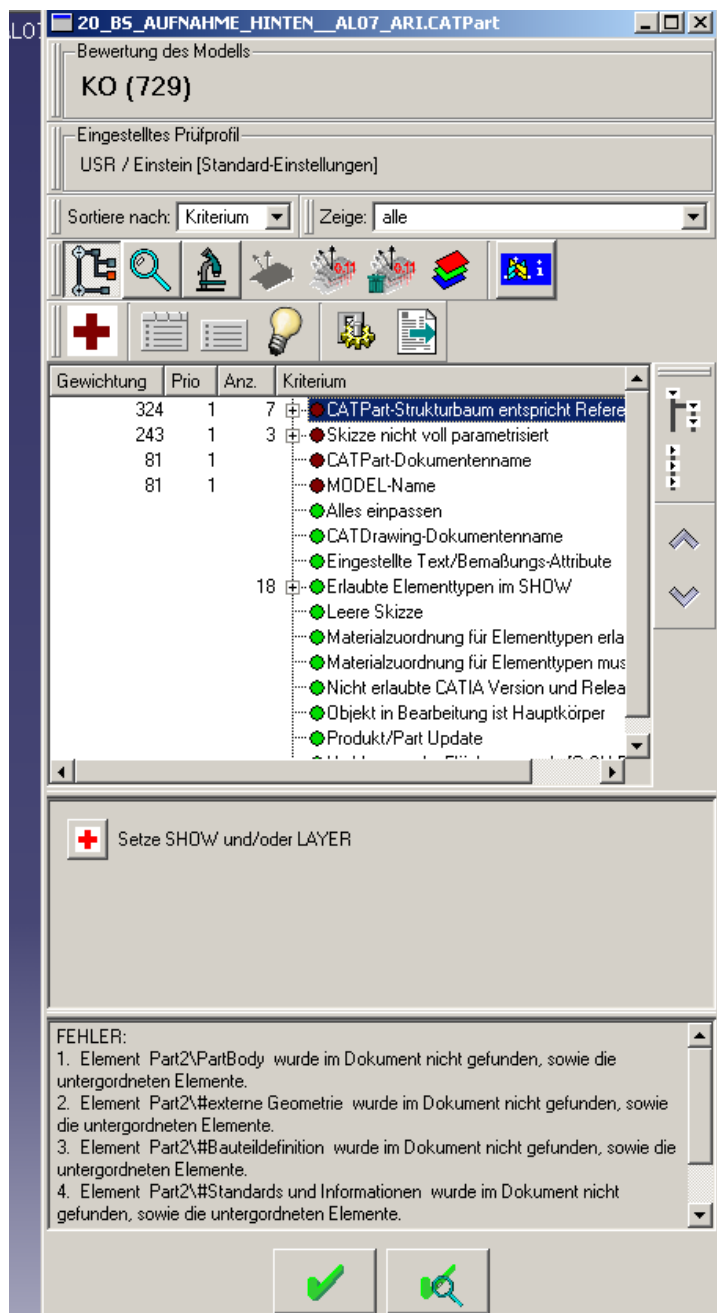 20_BS_AUFNAHME_HINTEN__AL07_ARI.CATPart
Bewertung des Modells
KO (729)
Eingestelltes Prüfprofil
USR / Einstein [Standard-Einstellungen]
Sortiere nach: Kriterium Zeige: alle
Gewichtung Prio Anz. Kriterium
324 1 7 CATPart-Strukturbaum entspricht Refere
243 1 3 Skizze nicht voll parametrisiert
81 1 CATPart-Dokumentenname
81 1 MODEL-Name
Alles einpassen
CATDrawing-Dokumentenname
Eingestellte Text/Bemaßungs-Attribute
18 Erlaubte Elementtypen im SHOW
Leere Skizze
Materialzuordnung für Elementtypen erla
Materialzuordnung für Elementtypen mus
Nicht erlaubte CATIA Version und Relea
Objekt in Bearbeitung ist Hauptkörper
Produkt/Part Update
Setze SHOW und/oder LAYER
FEHLER:
1. Element Part2\PartBody wurde im Dokument nicht gefunden, sowie die
untergordneten Elemente.
2. Element Part2\#externe Geometrie wurde im Dokument nicht gefunden, sowie
die untergordneten Elemente.
3. Element Part2\#Bauteildefinition wurde im Dokument nicht gefunden, sowie die
untergordneten Elemente.
4. Element Part2\#Standards und Informationen wurde im Dokument nicht
gefunden, sowie die untergordneten Elemente.